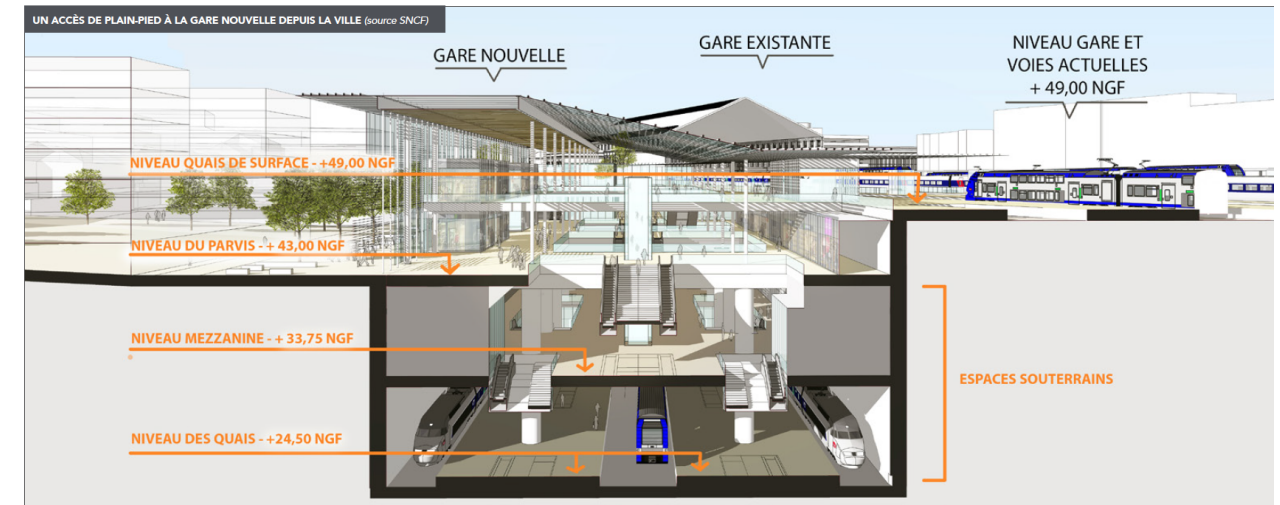 UN ACCÈS DE PLAIN-PIED À LA GARE NOUVELLE DEPUIS LA VILLE (source SNCF)
GARE NOUVELLE
GARE EXISTANTE
NIVEAU GARE ET
VOIES ACTUELLES
+ 49,00 NGF
NIVEAU QUAIS DE SURFACE - +49,00 NGF
NIVEAU DU PARVIS - + 43,00 NGF
NIVEAU MEZZANINE - + 33,75 NGF
ESPACES SOUTERRAINS
NIVEAU DES QUAIS - +24,50 NGF